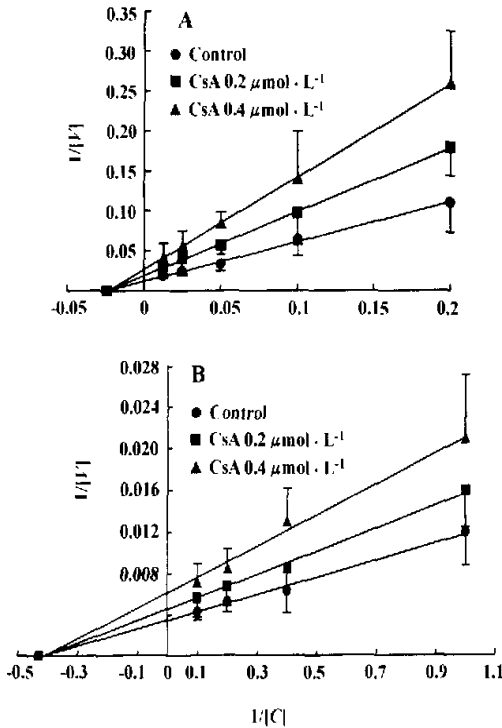 A
0.35
0.30
0.25
0.20
0.15
0.10
0.05
1/[V]
Control
CsA 0.2 μmol · L⁻¹
CsA 0.4 μmol · L⁻¹
-0.05 0 0.05 0.1 0.15 0.2
B
0.028
0.024
0.020
0.016
0.012
0.008
1/[V]
Control
CsA 0.2 μmol · L⁻¹
CsA 0.4 μmol · L⁻¹
-0.5 -0.4 -0.2 0 0.1 0.3 0.5 0.7 0.9 1.1
1/[C]